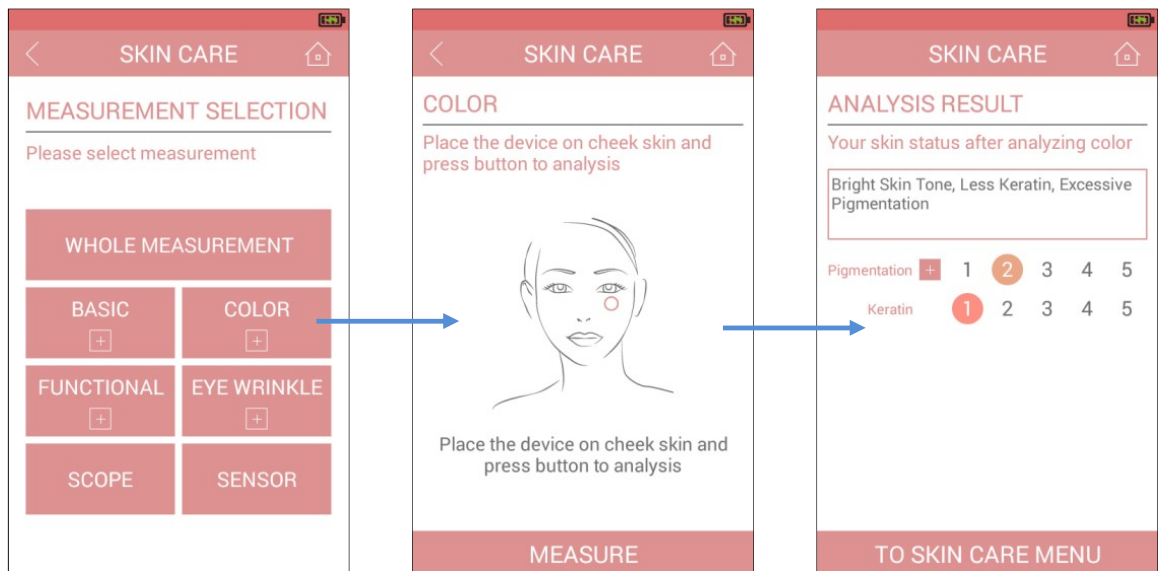 SKIN CARE
MEASUREMENT SELECTION
Please select measurement
WHOLE MEASUREMENT
BASIC
COLOR
FUNCTIONAL
EYE WRINKLE
SCOPE
SENSOR
SKIN CARE
COLOR
Place the device on cheek skin and
press button to analysis
Place the device on cheek skin and
press button to analysis
MEASURE
SKIN CARE
ANALYSIS RESULT
Your skin status after analyzing color
Bright Skin Tone, Less Keratin, Excessive
Pigmentation
Pigmentation + 1 2 3 4 5
Keratin 1 2 3 4 5
TO SKIN CARE MENU